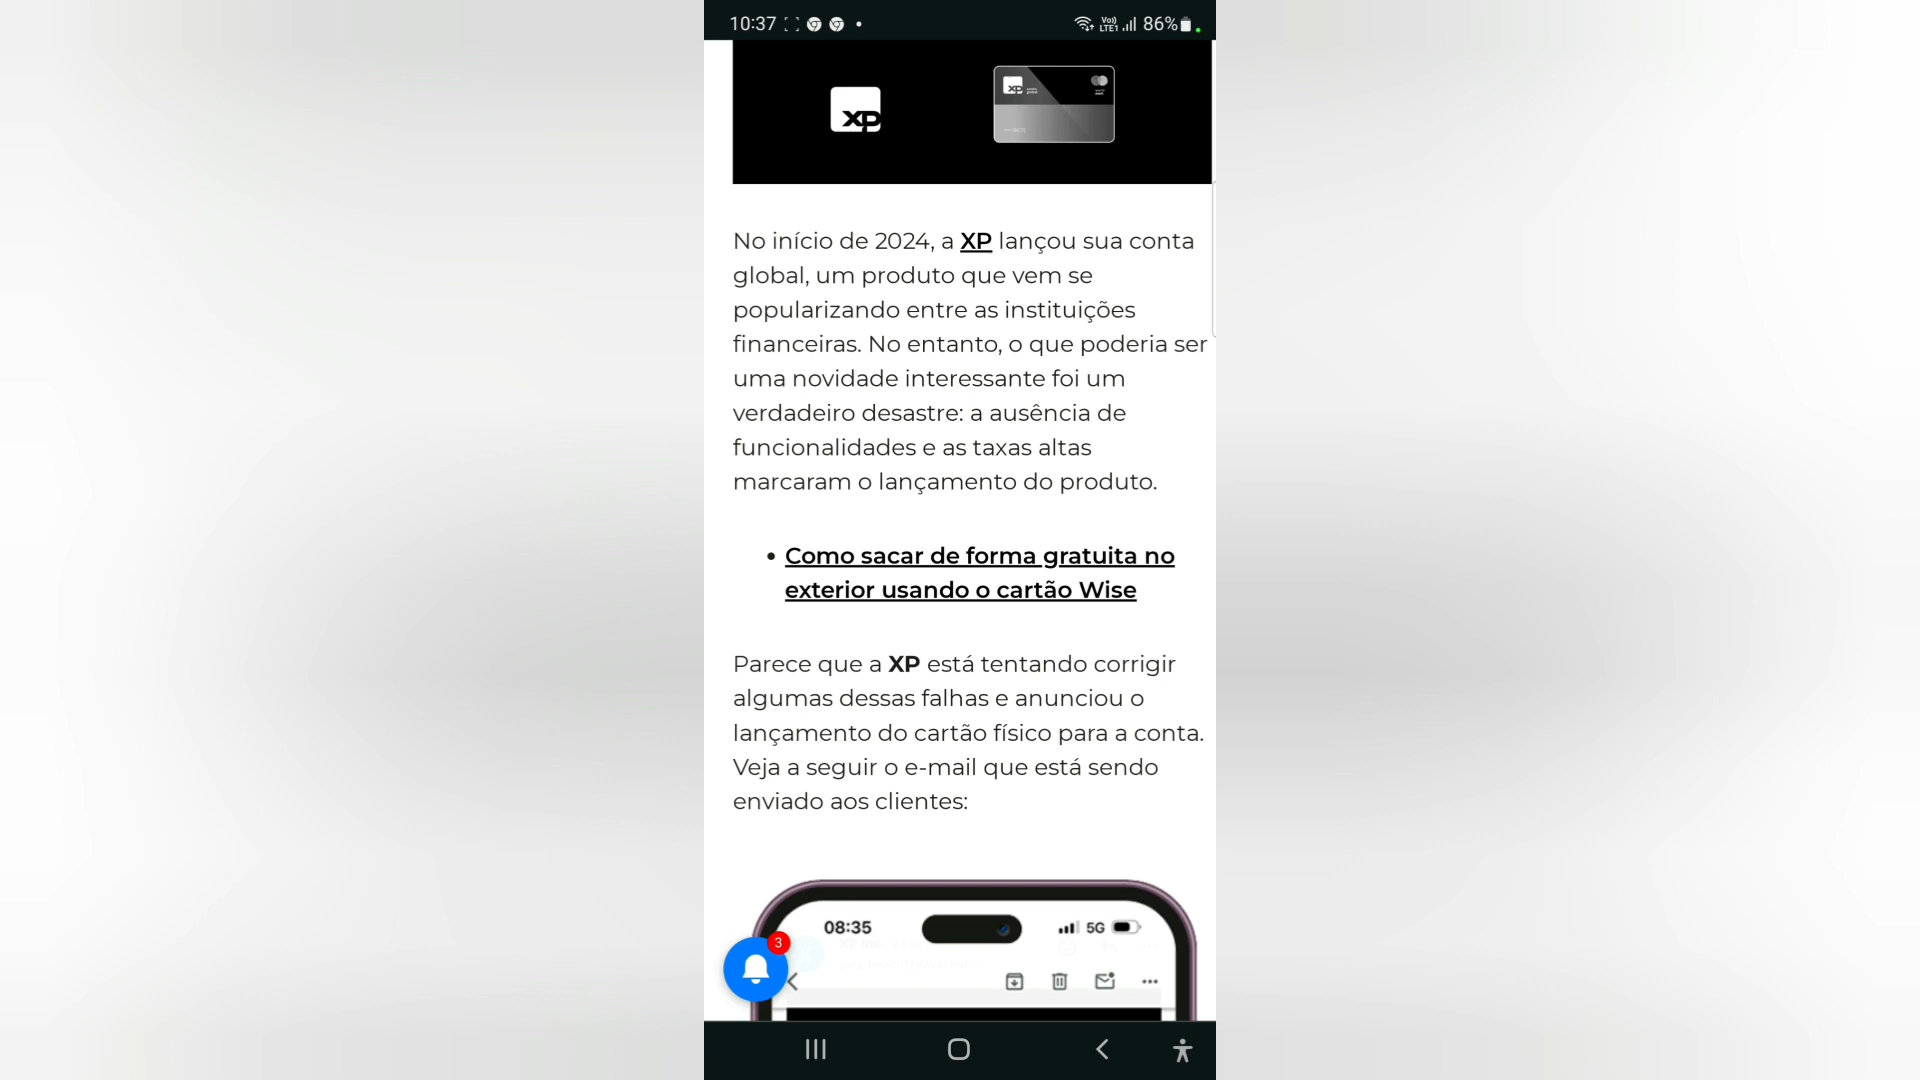 10:37
Vo)) LTE1 86%
XP
XP
No início de 2024, a XP lançou sua conta
global, um produto que vem se
popularizando entre as instituições
financeiras. No entanto, o que poderia ser
uma novidade interessante foi um
verdadeiro desastre: a ausência de
funcionalidades e as taxas altas
marcaram o lançamento do produto.
• Como sacar de forma gratuita no
exterior usando o cartão Wise
Parece que a XP está tentando corrigir
algumas dessas falhas e anunciou o
lançamento do cartão físico para a conta.
Veja a seguir o e-mail que está sendo
enviado aos clientes:
08:35 5G
3